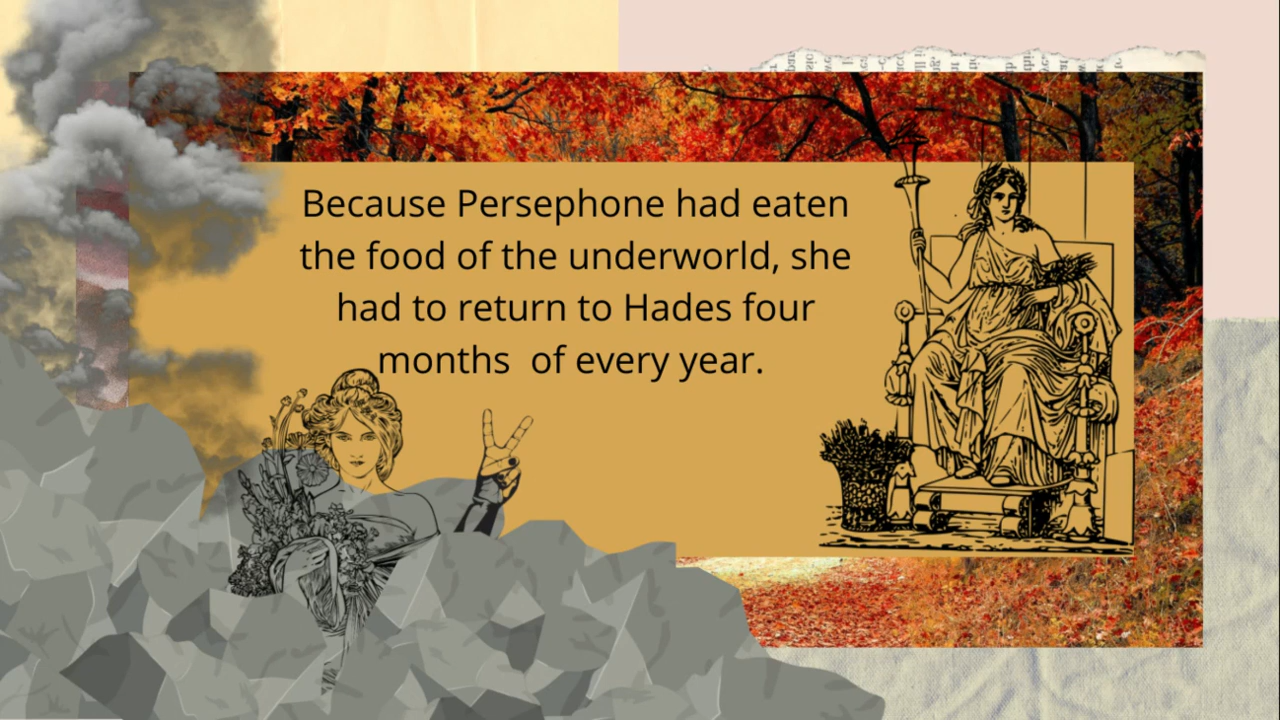 Because Persephone had eaten
the food of the underworld, she
had to return to Hades four
months  of every year.